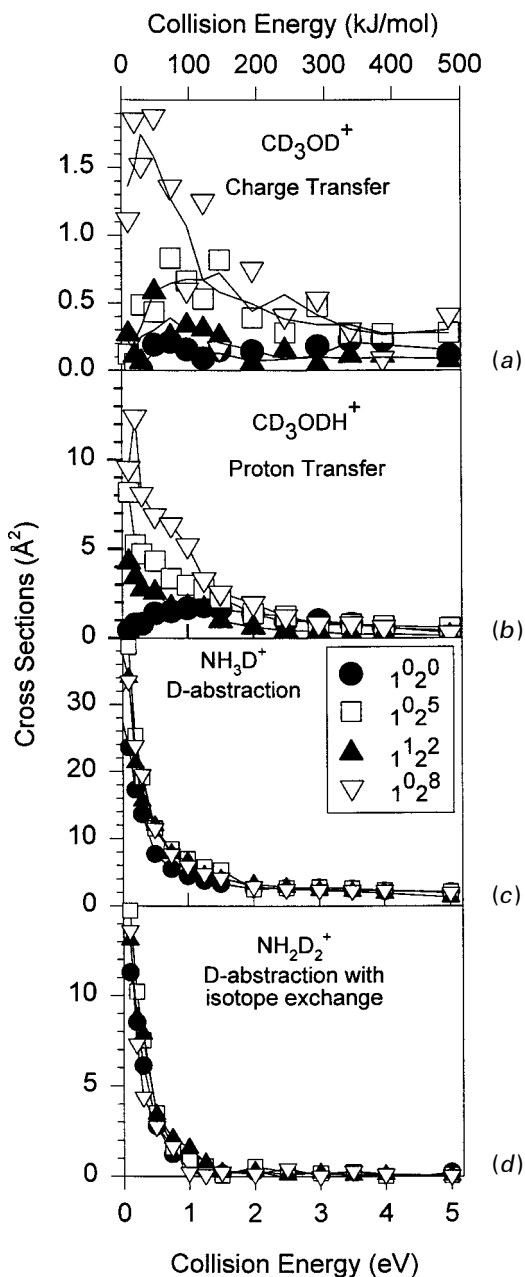 Collision Energy (kJ/mol)
0 100 200 300 400 500
1.5
1.0
0.5
0.0
CD₃OD⁺
Charge Transfer
(a)
10
5
0
CD₃ODH⁺
Proton Transfer
(b)
Cross Sections (Å²)
30
20
10
0
NH₃D⁺
D-abstraction
1⁰2⁰
1⁰2⁵
1¹2²
1⁰2⁸
(c)
10
5
0
NH₂D₂⁺
D-abstraction with
isotope exchange
(d)
0 1 2 3 4 5
Collision Energy (eV)